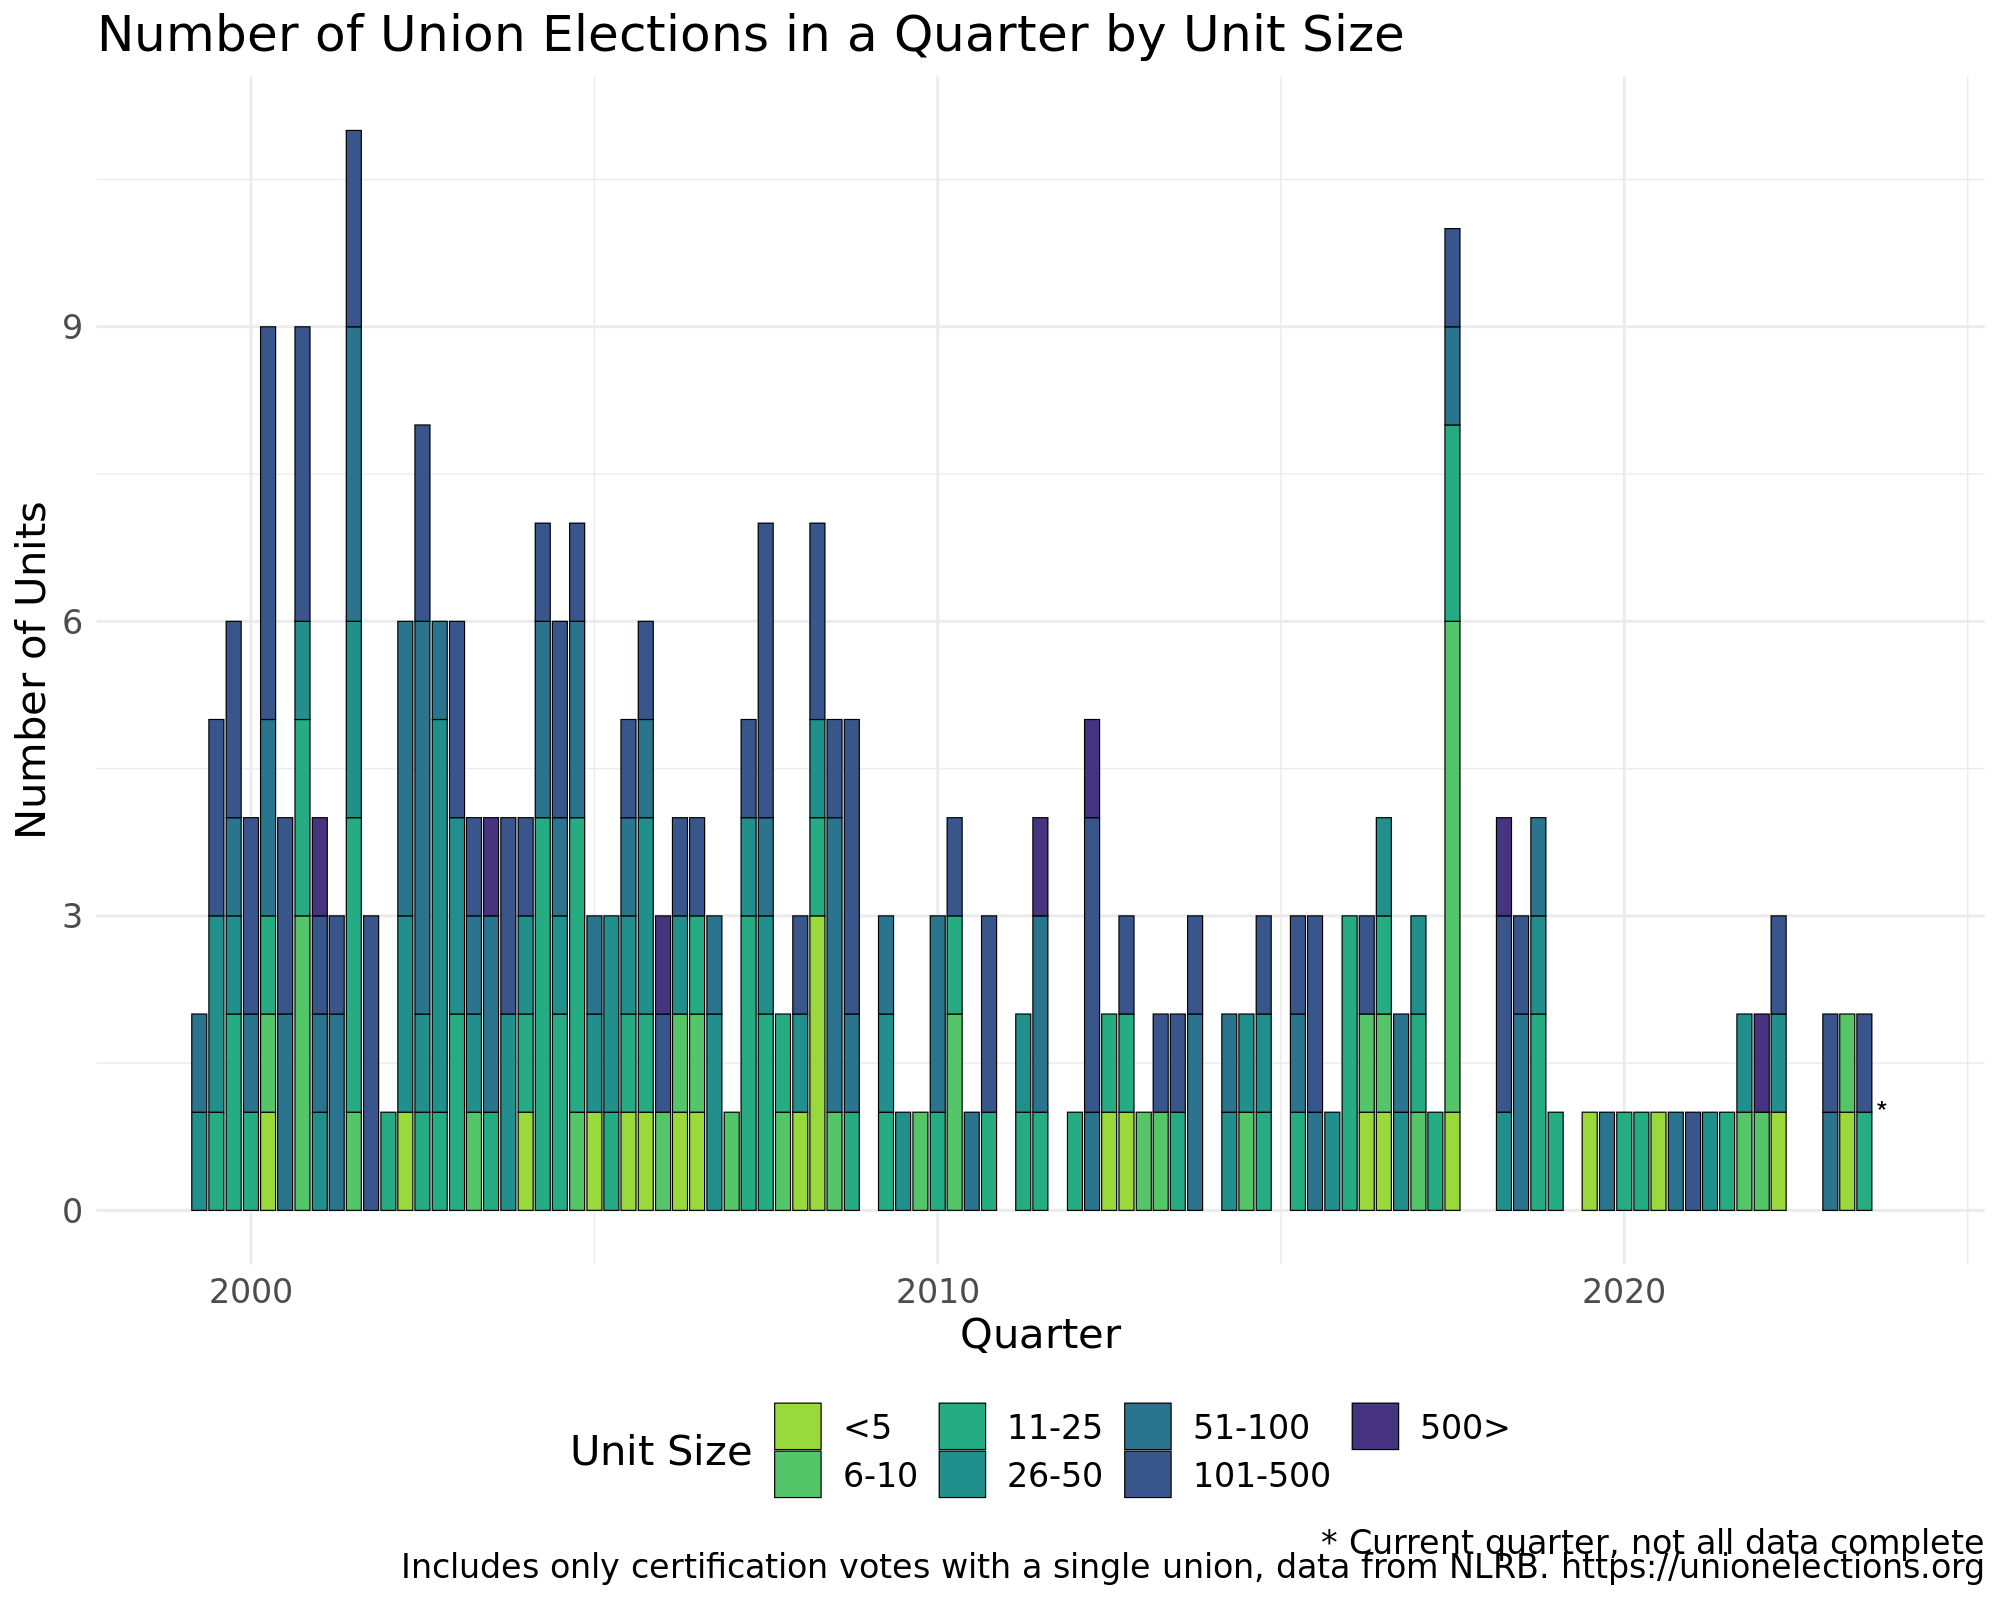 Number of Union Elections in a Quarter by Unit Size
Number of Units
9
6
3
0
*
2000 2010 2020
Quarter
Unit Size
<5 11-25 51-100 500>
6-10 26-50 101-500
* Current quarter, not all data complete
Includes only certification votes with a single union, data from NLRB. https://unionelections.org